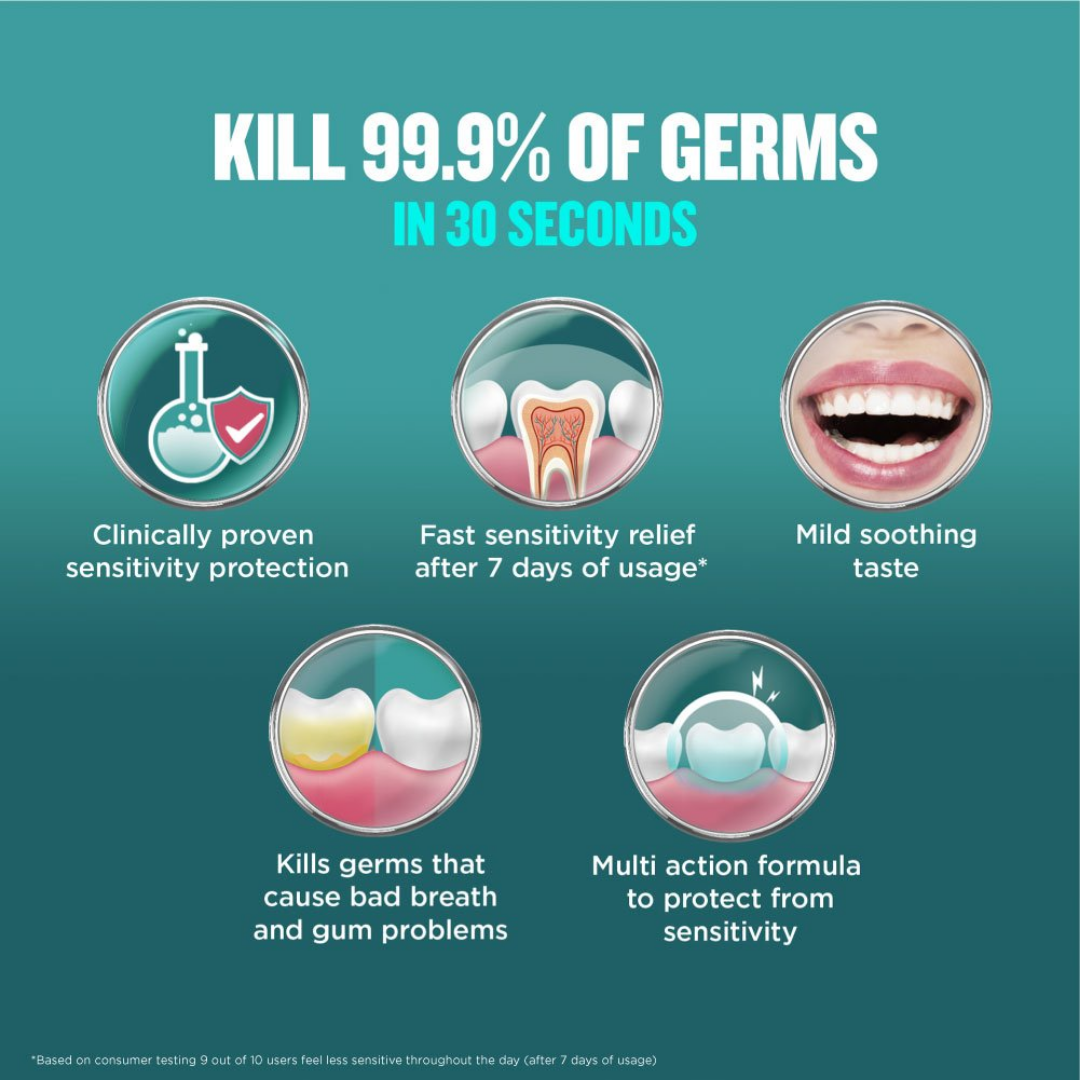 KILL 99.9% OF GERMS
IN 30 SECONDS
Clinically proven
sensitivity protection
Fast sensitivity relief
after 7 days of usage*
Mild soothing
taste
Kills germs that
cause bad breath
and gum problems
Multi action formula
to protect from
sensitivity
*Based on consumer testing 9 out of 10 users feel less sensitive throughout the day (after 7 days of usage)